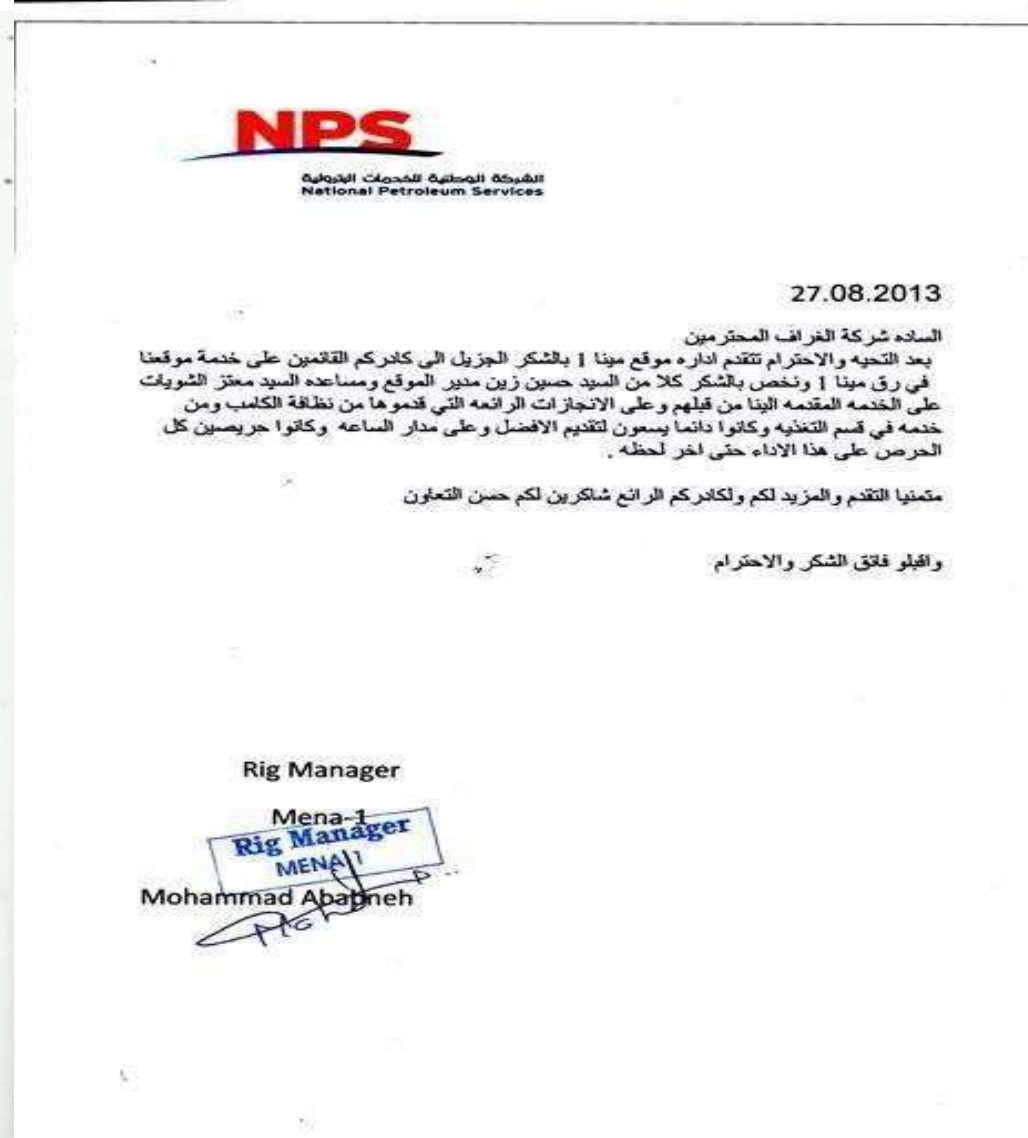 NPS
الشركة الوطنية للخدمات البترولية
National Petroleum Services
27.08.2013
الساده شركة الغراف المحترمين
بعد التحيه والاحترام تتقدم اداره موقع مينا 1 بالشكر الجزيل الى كادركم القائمين على خدمة موقعنا
في رق مينا 1 ونخص بالشكر كلا من السيد حسين زين مدير الموقع ومساعده السيد معتز الشويات
على الخدمه المقدمه الينا من قبلهم وعلى الانجازات الرائعه التي قدموها من نظافة الكامب ومن
خدمه في قسم التغذيه وكانوا دائما يسعون لتقديم الافضل وعلى مدار الساعه وكانوا حريصين كل
الحرص على هذا الاداء حتى اخر لحظه .
متمنيا التقدم والمزيد لكم ولكادركم الرائع شاكرين لكم حسن التعاون
واقبلو فائق الشكر والاحترام
Rig Manager
Mena-1
Rig Manager
MENA 1
Mohammad Ababneh